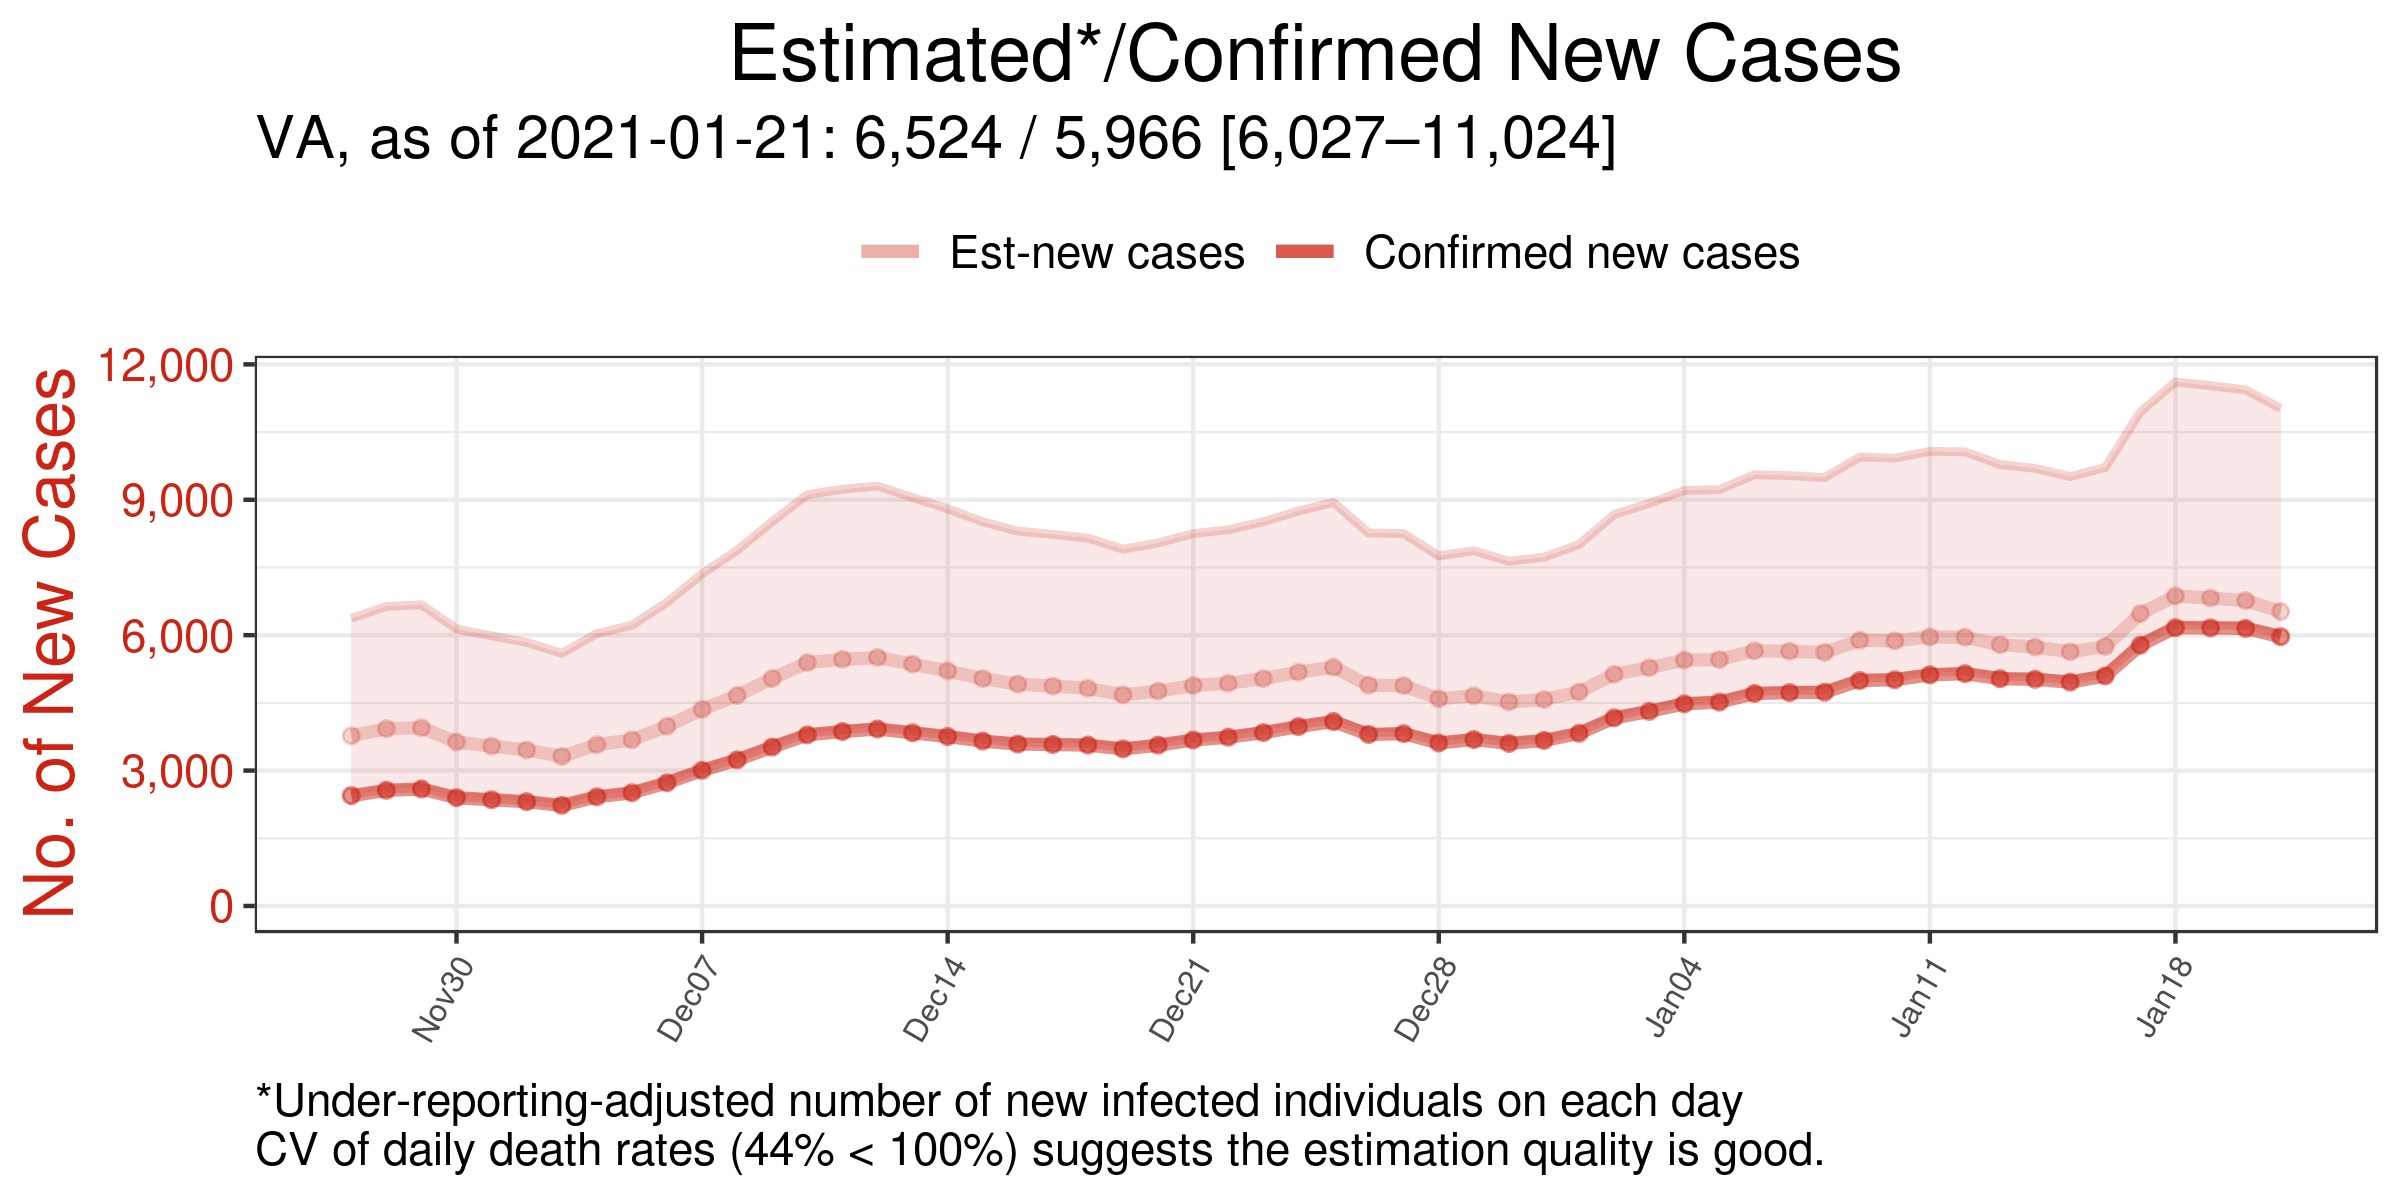 Estimated*/Confirmed New Cases
VA, as of 2021-01-21: 6,524 / 5,966 [6,027–11,024]
Est-new cases Confirmed new cases
No. of New Cases
12,000
9,000
6,000
3,000
0
Nov30 Dec07 Dec14 Dec21 Dec28 Jan04 Jan11 Jan18
*Under-reporting-adjusted number of new infected individuals on each day
CV of daily death rates (44% < 100%) suggests the estimation quality is good.